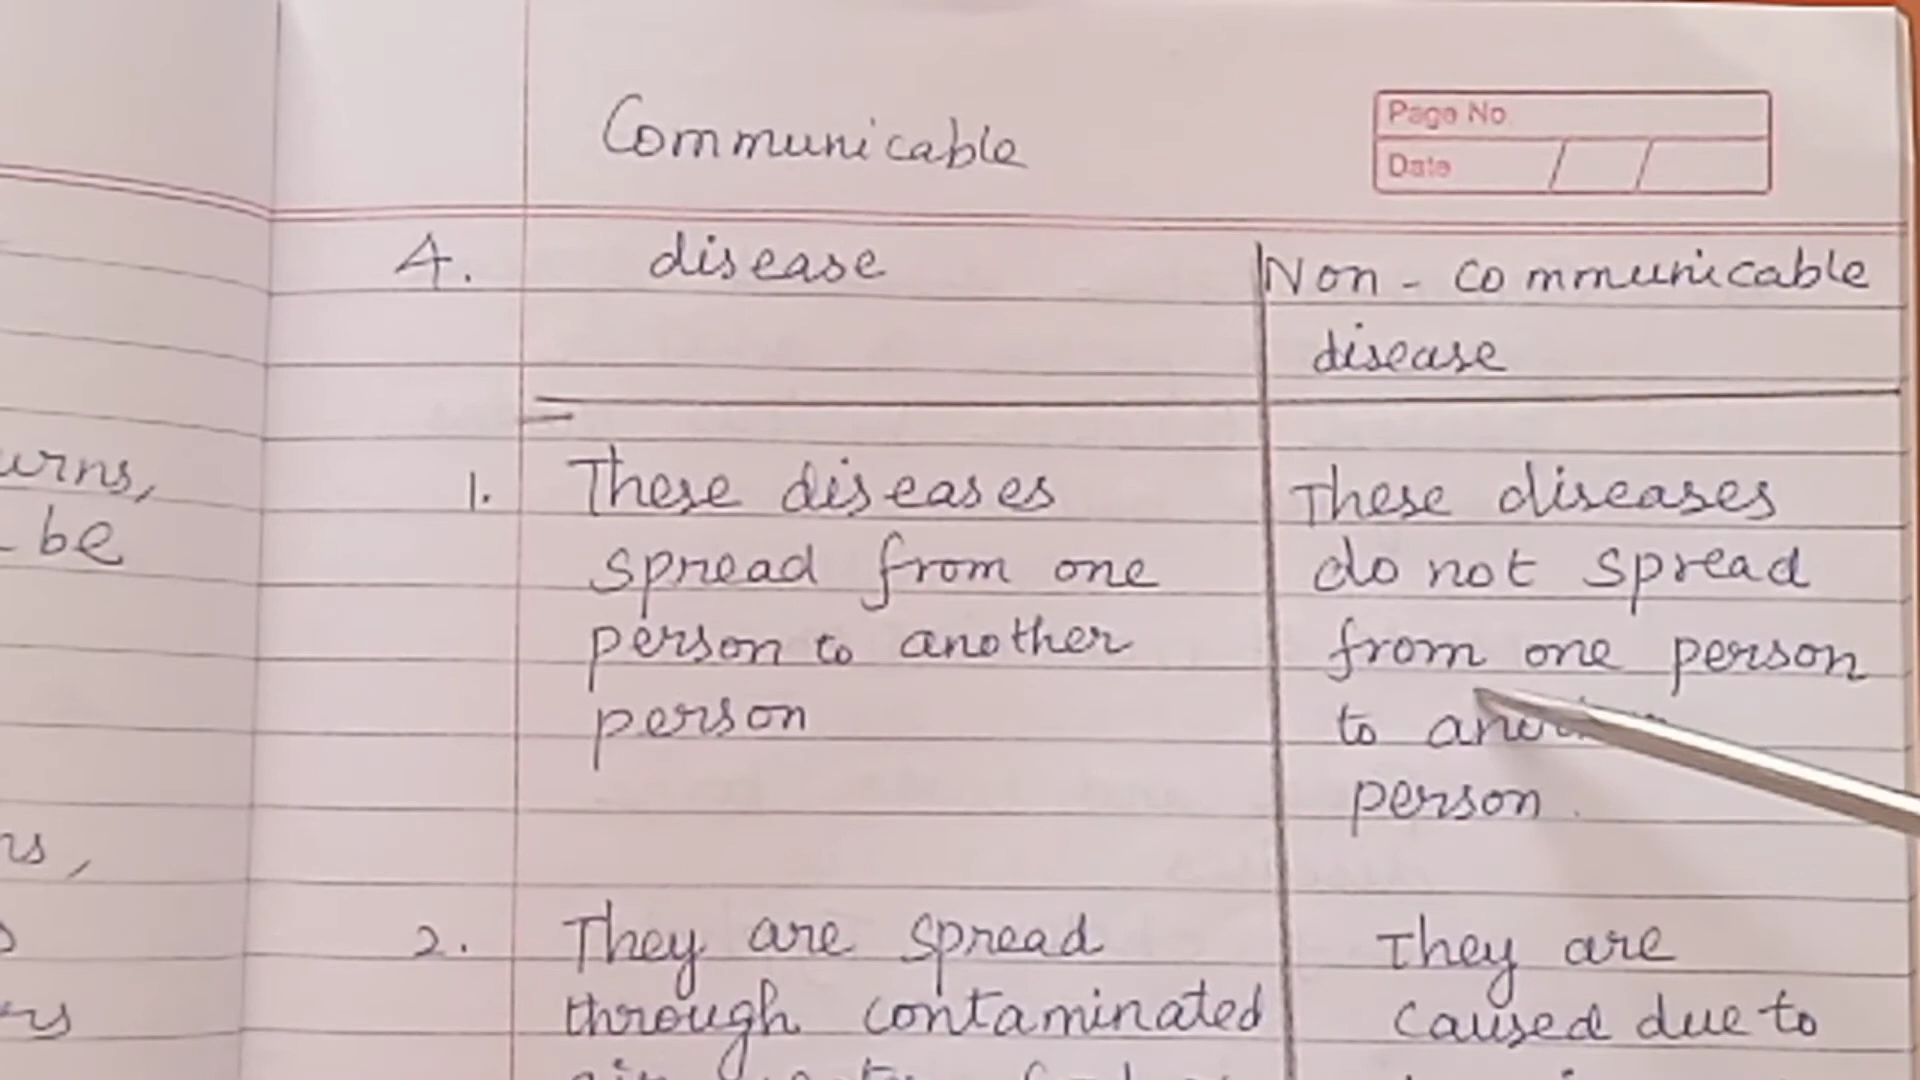 Communicable
Page No.
Date
4. disease
Non-communicable
disease
urns,
be
1. These diseases
spread from one
person to another
person
These diseases
do not spread
from one person
to
person.
2. They are spread
through contaminated
They are
caused due to